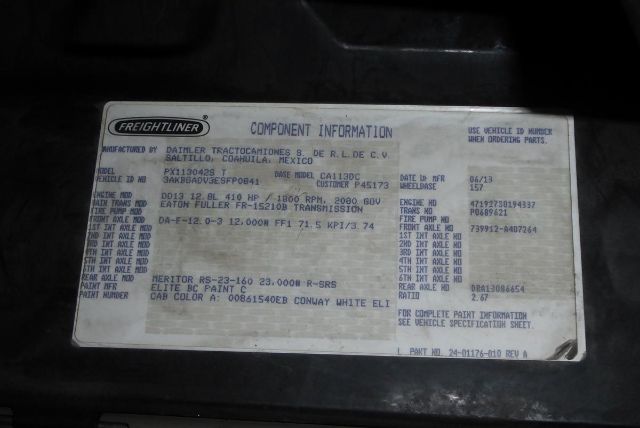 FREIGHTLINER
COMPONENT INFORMATION
USE VEHICLE ID NUMBER
WHEN ORDERING PARTS.
MANUFACTURED BY DAIMLER TRACTOCAMIONES S. DE R.L.DE C.V.
SALTILLO, COAHUILA, MEXICO
MODEL PX113042S T BASE MODEL CA113DC DATE OF MFR 06/13
VEHICLE ID NO 3AKBGADV3ESFP0641 CUSTOMER P45173 WHEELBASE 157
ENGINE MOD DD13 12.8L 410 HP / 1800 RPM, 2080 GOV ENGINE NO 471927S0194337
MAIN TRANS MOD EATON FULLER FR-15210B TRANSMISSION TRANS NO P0689621
FIRE PUMP MOD FIRE PUMP NO
FRONT AXLE MOD DA-F-12.0-3 12,000# FF1 71.5 KPI/3.74 FRONT AXLE NO 739912-A407264
1ST INT AXLE MOD 1ST INT AXLE NO
2ND INT AXLE MOD 2ND INT AXLE NO
3RD INT AXLE MOD 3RD INT AXLE NO
4TH INT AXLE MOD 4TH INT AXLE NO
5TH INT AXLE MOD 5TH INT AXLE NO
6TH INT AXLE MOD 6TH INT AXLE NO
REAR AXLE MOD MERITOR RS-23-160 23,000# R-SRS REAR AXLE NO DRA13086654
PAINT MFR ELITE BC PAINT C RATIO 2.67
PAINT NUMBER CAB COLOR A: 00861540EB CONWAY WHITE ELI
FOR COMPLETE PAINT INFORMATION
SEE VEHICLE SPECIFICATION SHEET.
PART NO. 24-01176-010 REV A